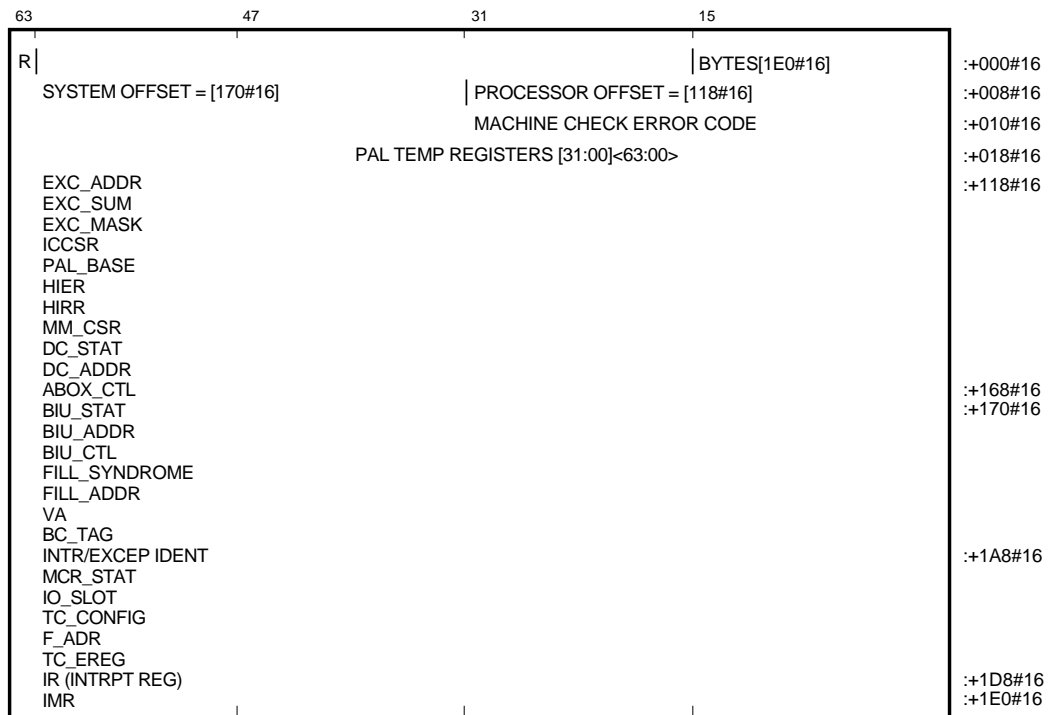 63 47 31 15
R BYTES[1E0#16] :+000#16
SYSTEM OFFSET = [170#16] PROCESSOR OFFSET = [118#16] :+008#16
MACHINE CHECK ERROR CODE :+010#16
PAL TEMP REGISTERS [31:00]<63:00> :+018#16
EXC_ADDR :+118#16
EXC_SUM
EXC_MASK
ICCSR
PAL_BASE
HIER
HIRR
MM_CSR
DC_STAT
DC_ADDR
ABOX_CTL :+168#16
BIU_STAT :+170#16
BIU_ADDR
BIU_CTL
FILL_SYNDROME
FILL_ADDR
VA
BC_TAG
INTR/EXCEP IDENT :+1A8#16
MCR_STAT
IO_SLOT
TC_CONFIG
F_ADR
TC_EREG
IR (INTRPT REG) :+1D8#16
IMR :+1E0#16